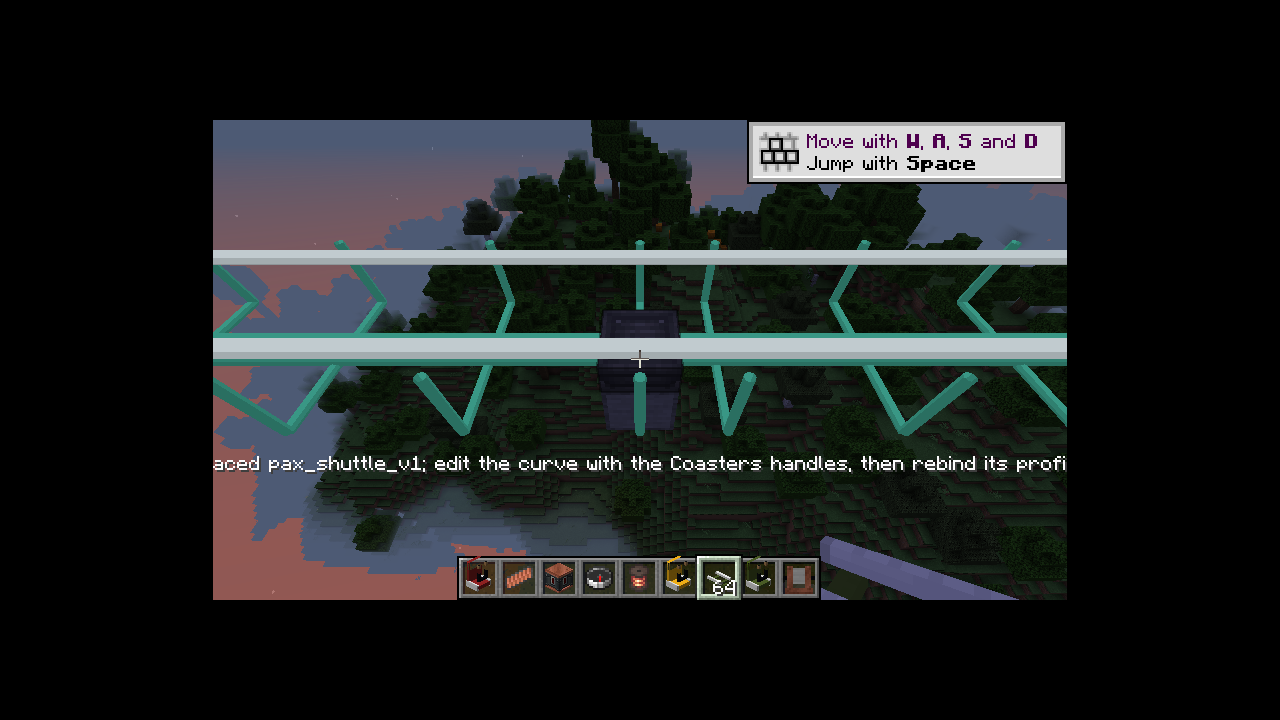 Move with W, A, S and D
Jump with Space
aced pax_shuttle_v1; edit the curve with the Coasters handles, then rebind its profi
64